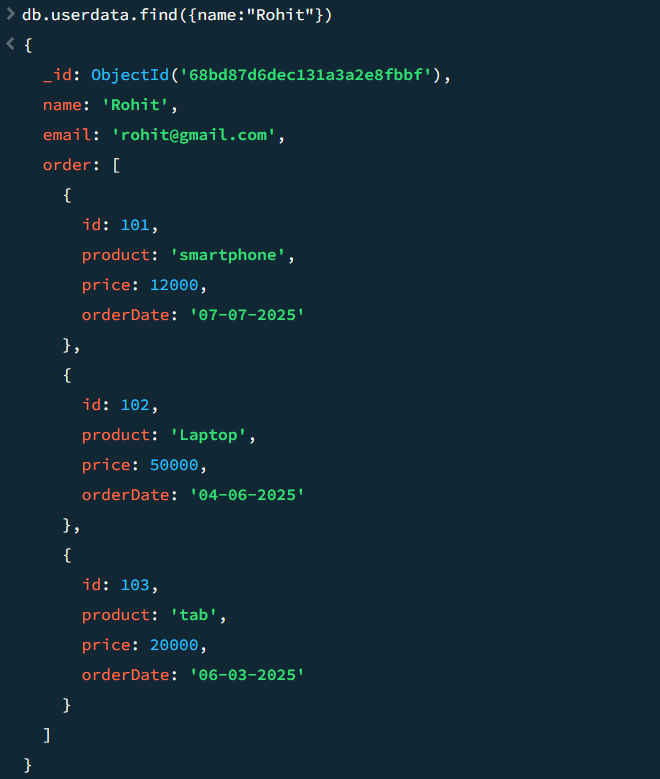 > db.userdata.find({name:"Rohit"})
< {
_id: ObjectId('68bd87d6dec131a3a2e8fbbf'),
name: 'Rohit',
email: 'rohit@gmail.com',
order: [
{
id: 101,
product: 'smartphone',
price: 12000,
orderDate: '07-07-2025'
},
{
id: 102,
product: 'Laptop',
price: 50000,
orderDate: '04-06-2025'
},
{
id: 103,
product: 'tab',
price: 20000,
orderDate: '06-03-2025'
}
]
}